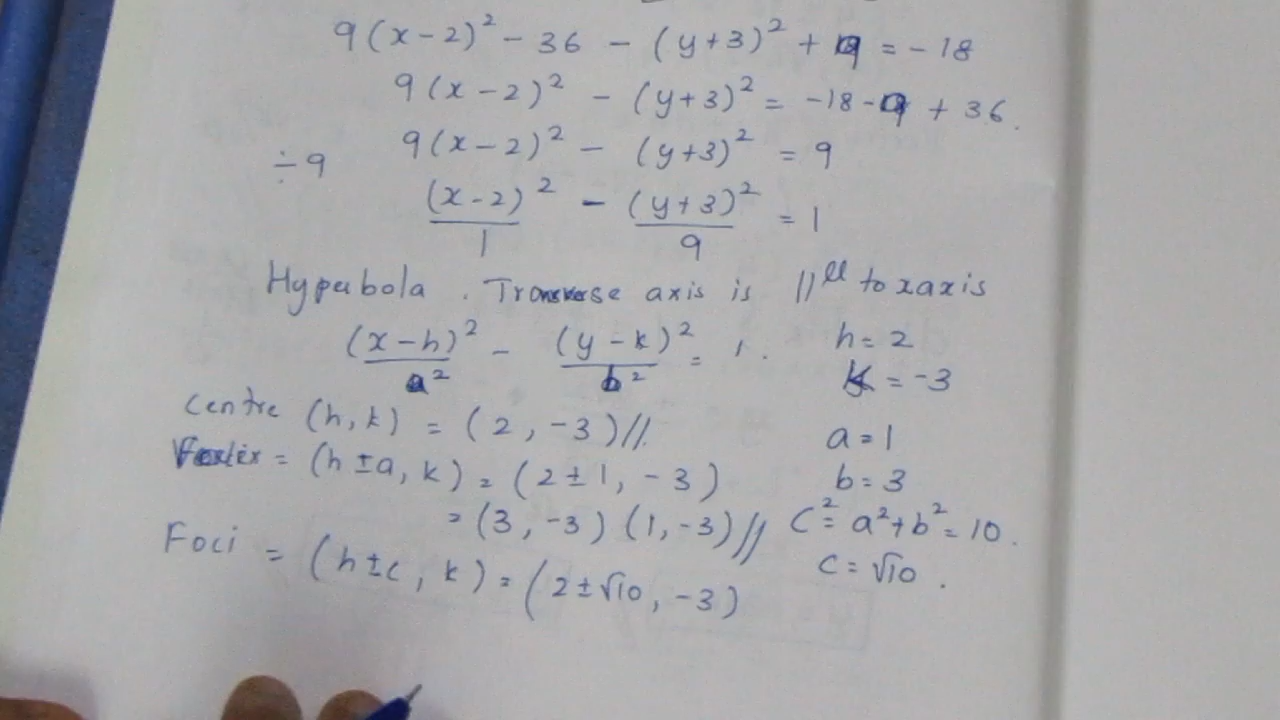 9(x-2)² - 36 - (y+3)² + 9 = -18
9(x-2)² - (y+3)² = -18-9 + 36.
÷9 9(x-2)² - (y+3)² = 9
(x-2)²/1 - (y+3)²/9 = 1
Hyperbola. Transverse axis is ||ˡˡ to x axis
(x-h)²/a² - (y-k)²/b² = 1. h = 2
k = -3
Centre (h, k) = (2, -3)// a = 1
Vertex = (h ± a, k) = (2 ± 1, -3) b = 3
= (3, -3) (1, -3)// C² = a² + b² = 10.
Foci = (h ± c, k) = (2 ± √10, -3) c = √10.